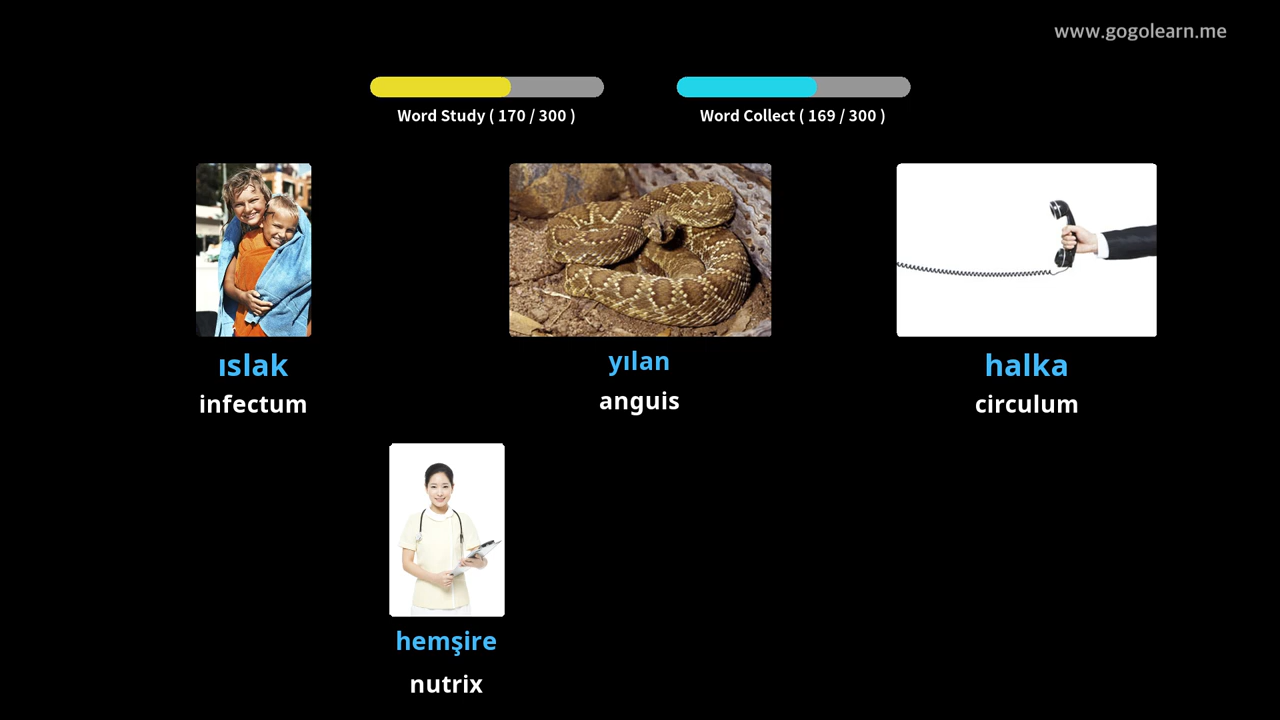 www.gogolearn.me
Word Study ( 170 / 300 )
Word Collect ( 169 / 300 )
ıslak
infectum
yılan
anguis
halka
circulum
hemşire
nutrix